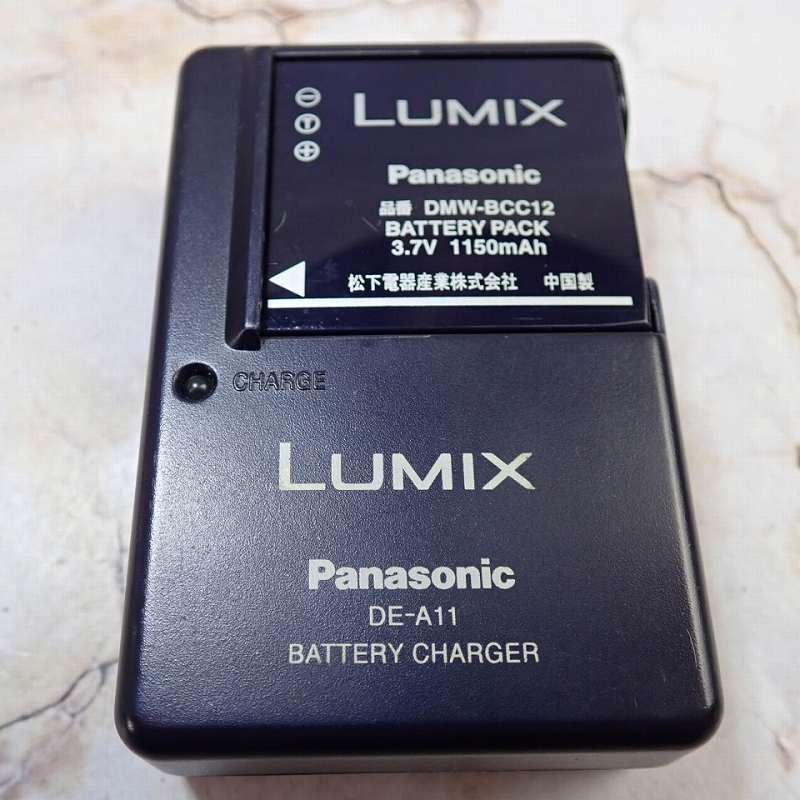 LUMIX
Panasonic
品番 DMW-BCC12
BATTERY PACK
3.7V 1150mAh
松下電器産業株式会社 中国製
CHARGE
LUMIX
Panasonic
DE-A11
BATTERY CHARGER